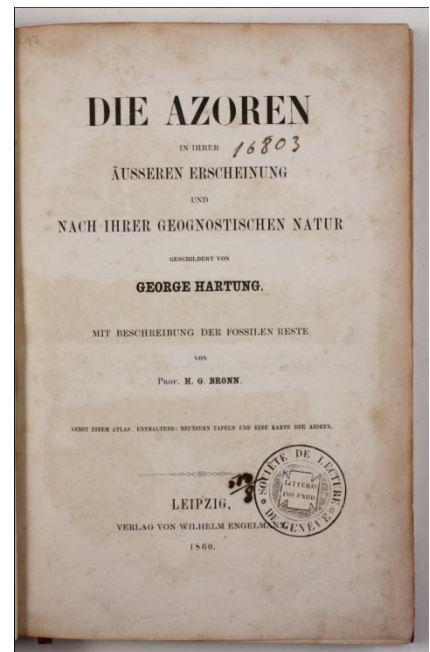 DIE AZOREN
IN IHRER
16803
ÄUSSEREN ERSCHEINUNG
UND
NACH IHRER GEOGNOSTISCHEN NATUR
GESCHILDERT VON
GEORGE HARTUNG.
MIT BESCHREIBUNG DER FOSSILEN RESTE
VON
PROF. H. G. BRONN.
NEBST EINEM ATLAS, ENTHALTEND: NEUNZEHN TAFELN UND EINE KARTE DER AZOREN.
SOCIÉTÉ DE LECTURE
DE GENÈVE
LITTERIS
LEIPZIG,
VERLAG VON WILHELM ENGELMANN
1860.